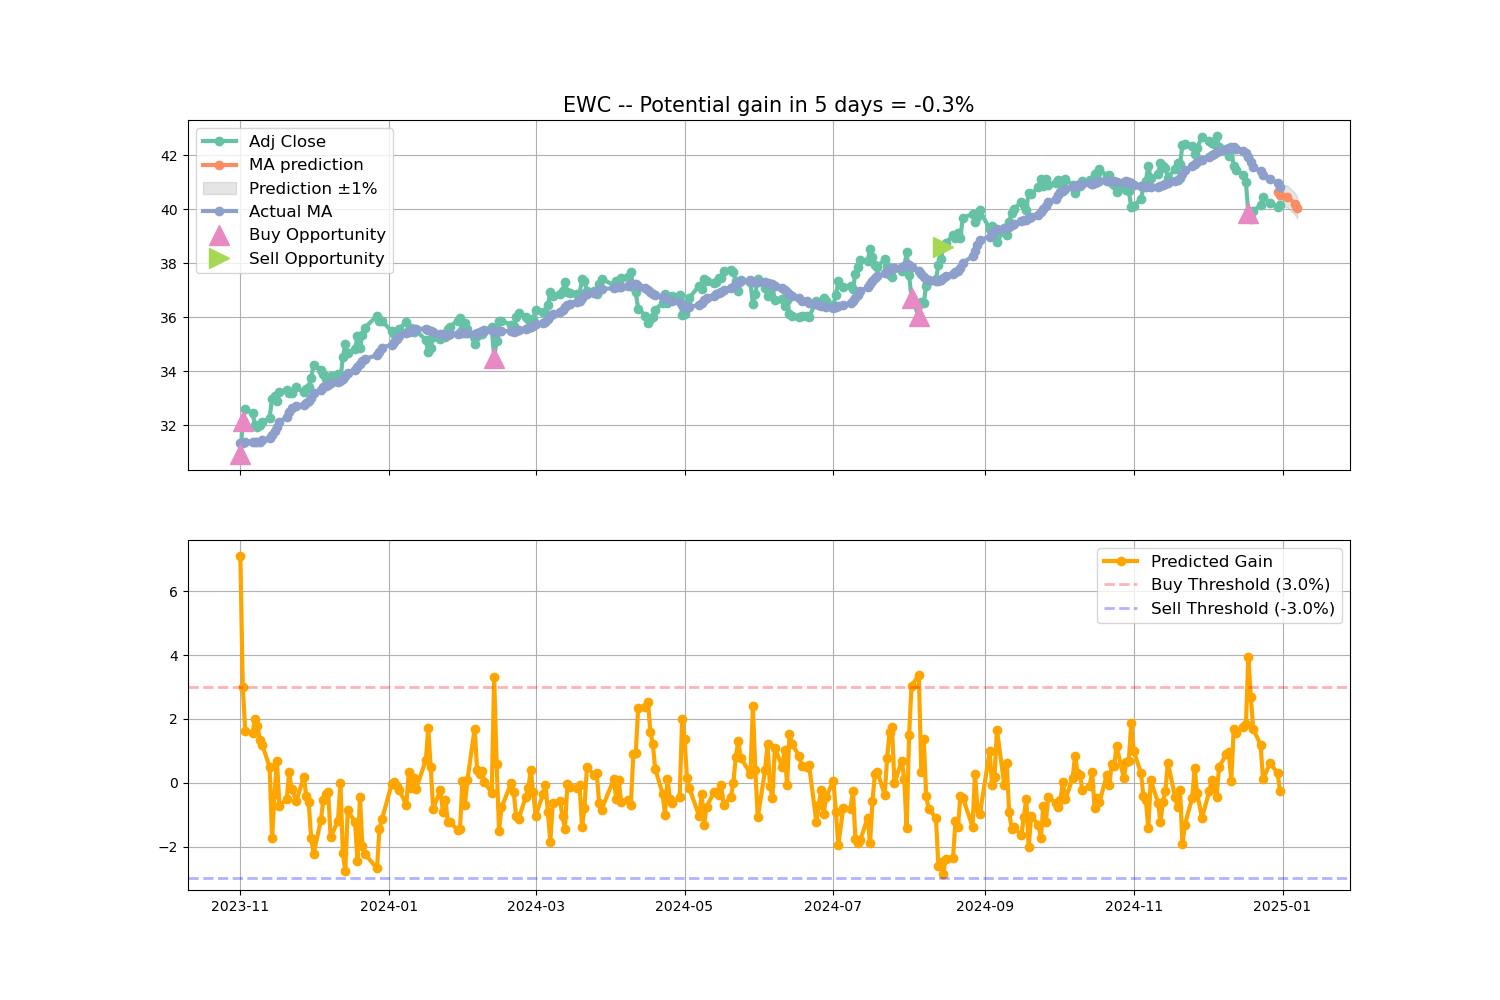 EWC -- Potential gain in 5 days = -0.3%
Adj Close
MA prediction
Prediction ±1%
Actual MA
Buy Opportunity
Sell Opportunity
42
40
38
36
34
32
Predicted Gain
Buy Threshold (3.0%)
Sell Threshold (-3.0%)
6
4
2
0
−2
2023-11
2024-01
2024-03
2024-05
2024-07
2024-09
2024-11
2025-01